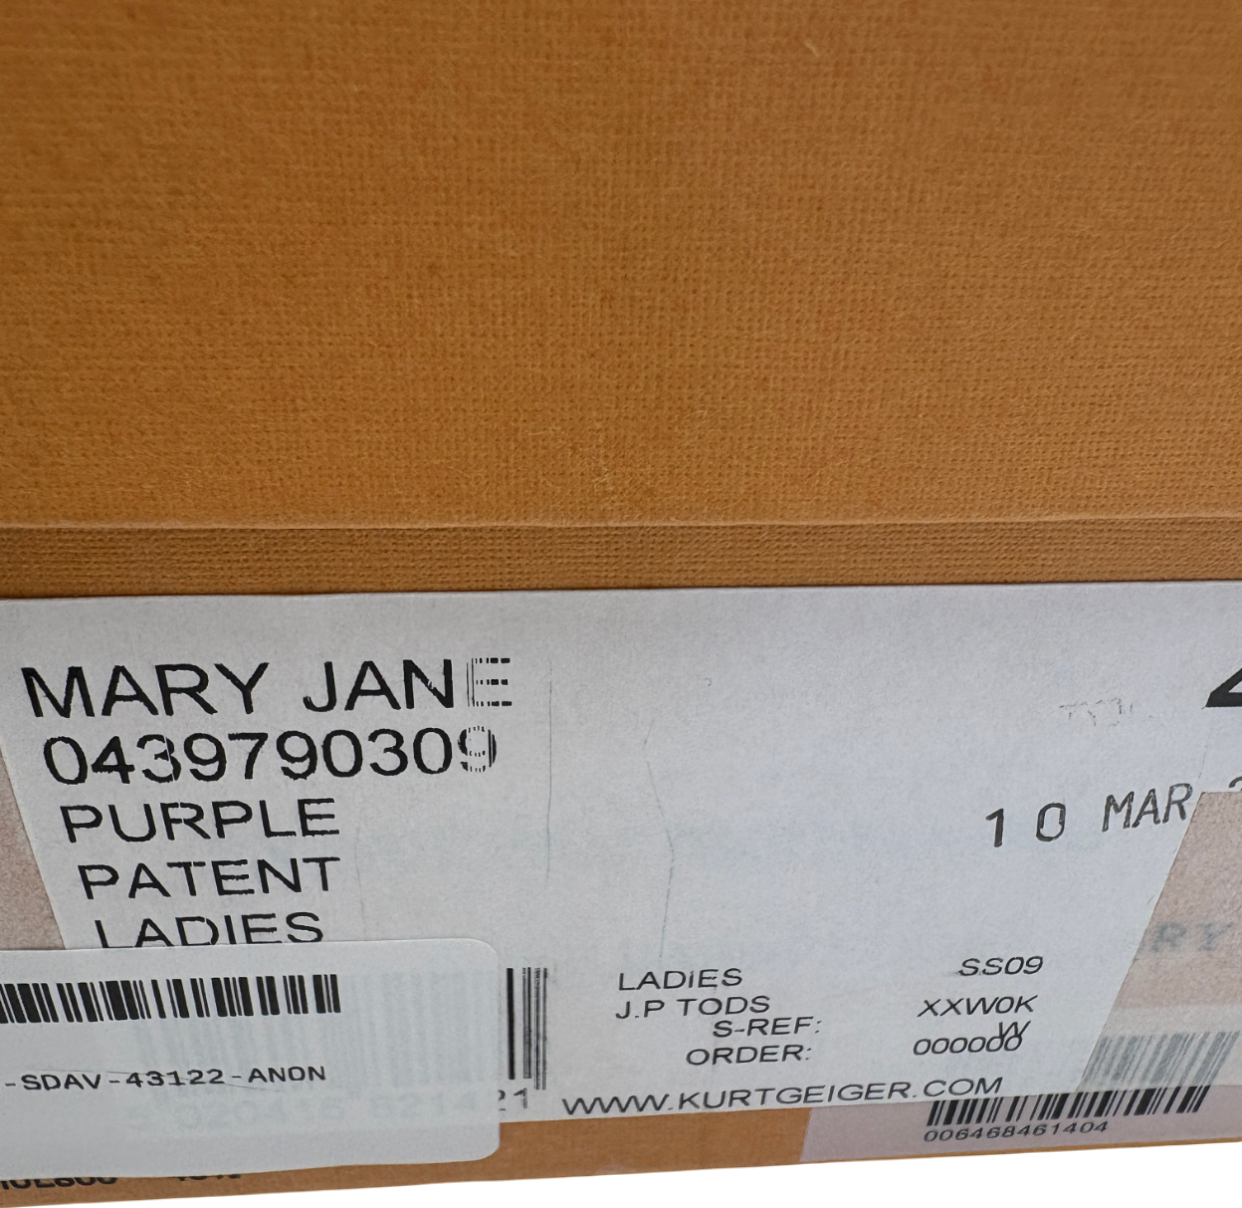 MARY JANE
0439790309
PURPLE
PATENT
LADIES
10 MAR
-SDAV-43122-ANON
LADIES SS09
J.P TODS XXW0K
S-REF: W
ORDER: 000000
WWW.KURTGEIGER.COM
006468461404